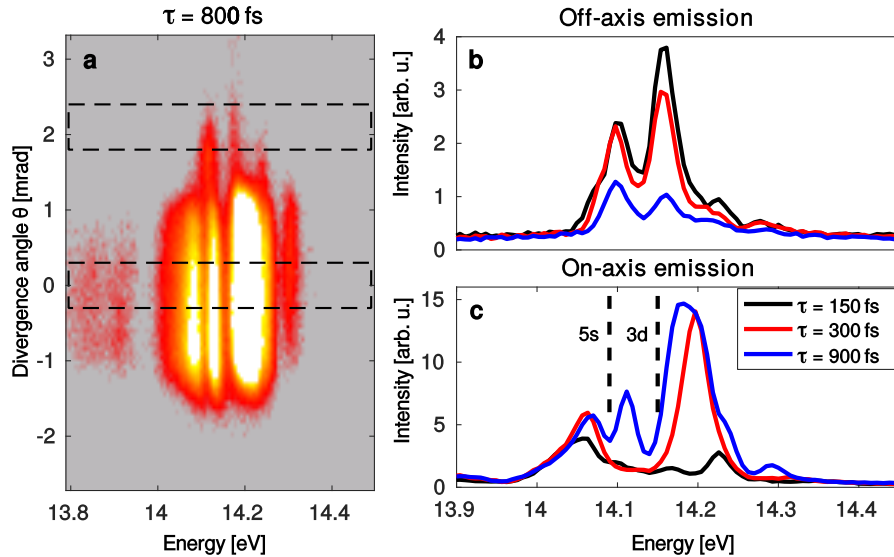 τ = 800 fs
a
Divergence angle θ [mrad]
3
2
1
0
-1
-2
13.8
14
14.2
14.4
Energy [eV]
Off-axis emission
b
Intensity [arb. u.]
5
4
3
2
1
0
On-axis emission
c
Intensity [arb. u.]
15
10
5
0
5s
3d
τ = 150 fs
τ = 300 fs
τ = 900 fs
13.9
14.1
14.2
14.3
14.4
Energy [eV]